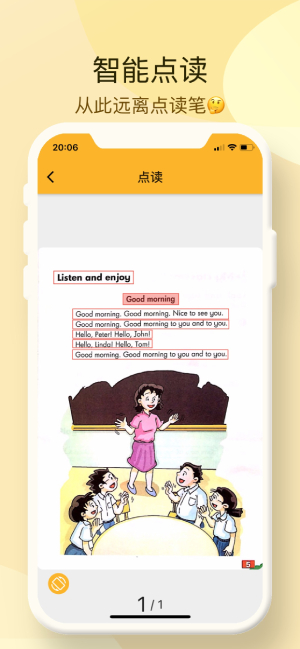 智能点读
从此远离点读笔🤔
20:06
点读
Listen and enjoy
Good morning
Good morning. Good morning. Nice to see you.
Good morning. Good morning to you and to you.
Hello, Peter! Hello, John!
Hello, Linda! Hello, Tom!
Good morning. Good morning to you and to you.
5
1 / 1